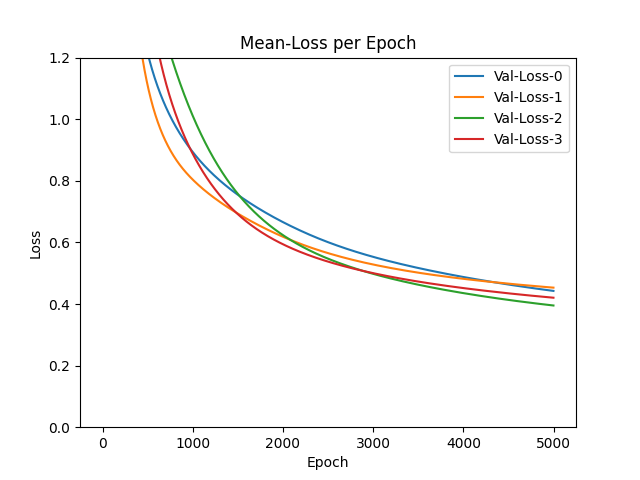 Mean-Loss per Epoch
1.2
1.0
0.8
0.6
0.4
0.2
0.0
Loss
Val-Loss-0
Val-Loss-1
Val-Loss-2
Val-Loss-3
0 1000 2000 3000 4000 5000
Epoch